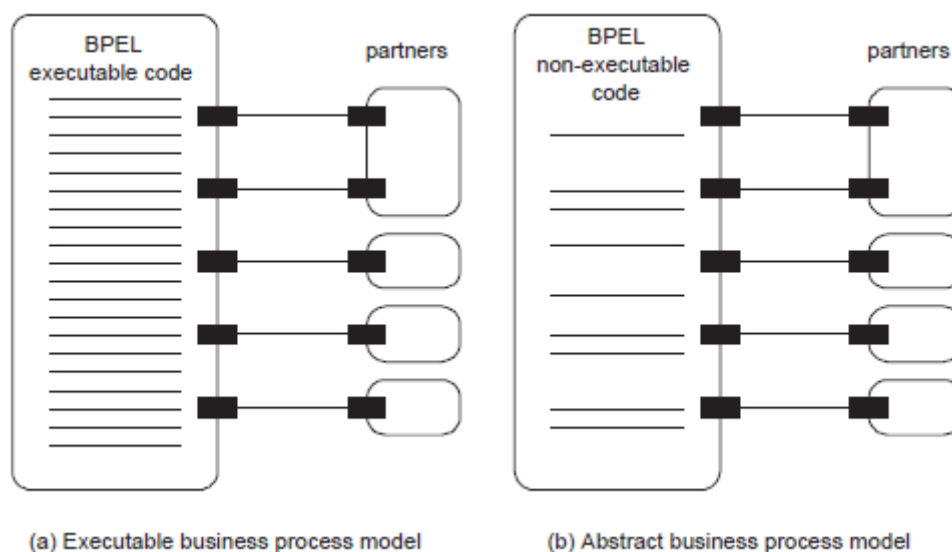 BPEL
executable code
partners
BPEL
non-executable
code
partners
(a) Executable business process model
(b) Abstract business process model